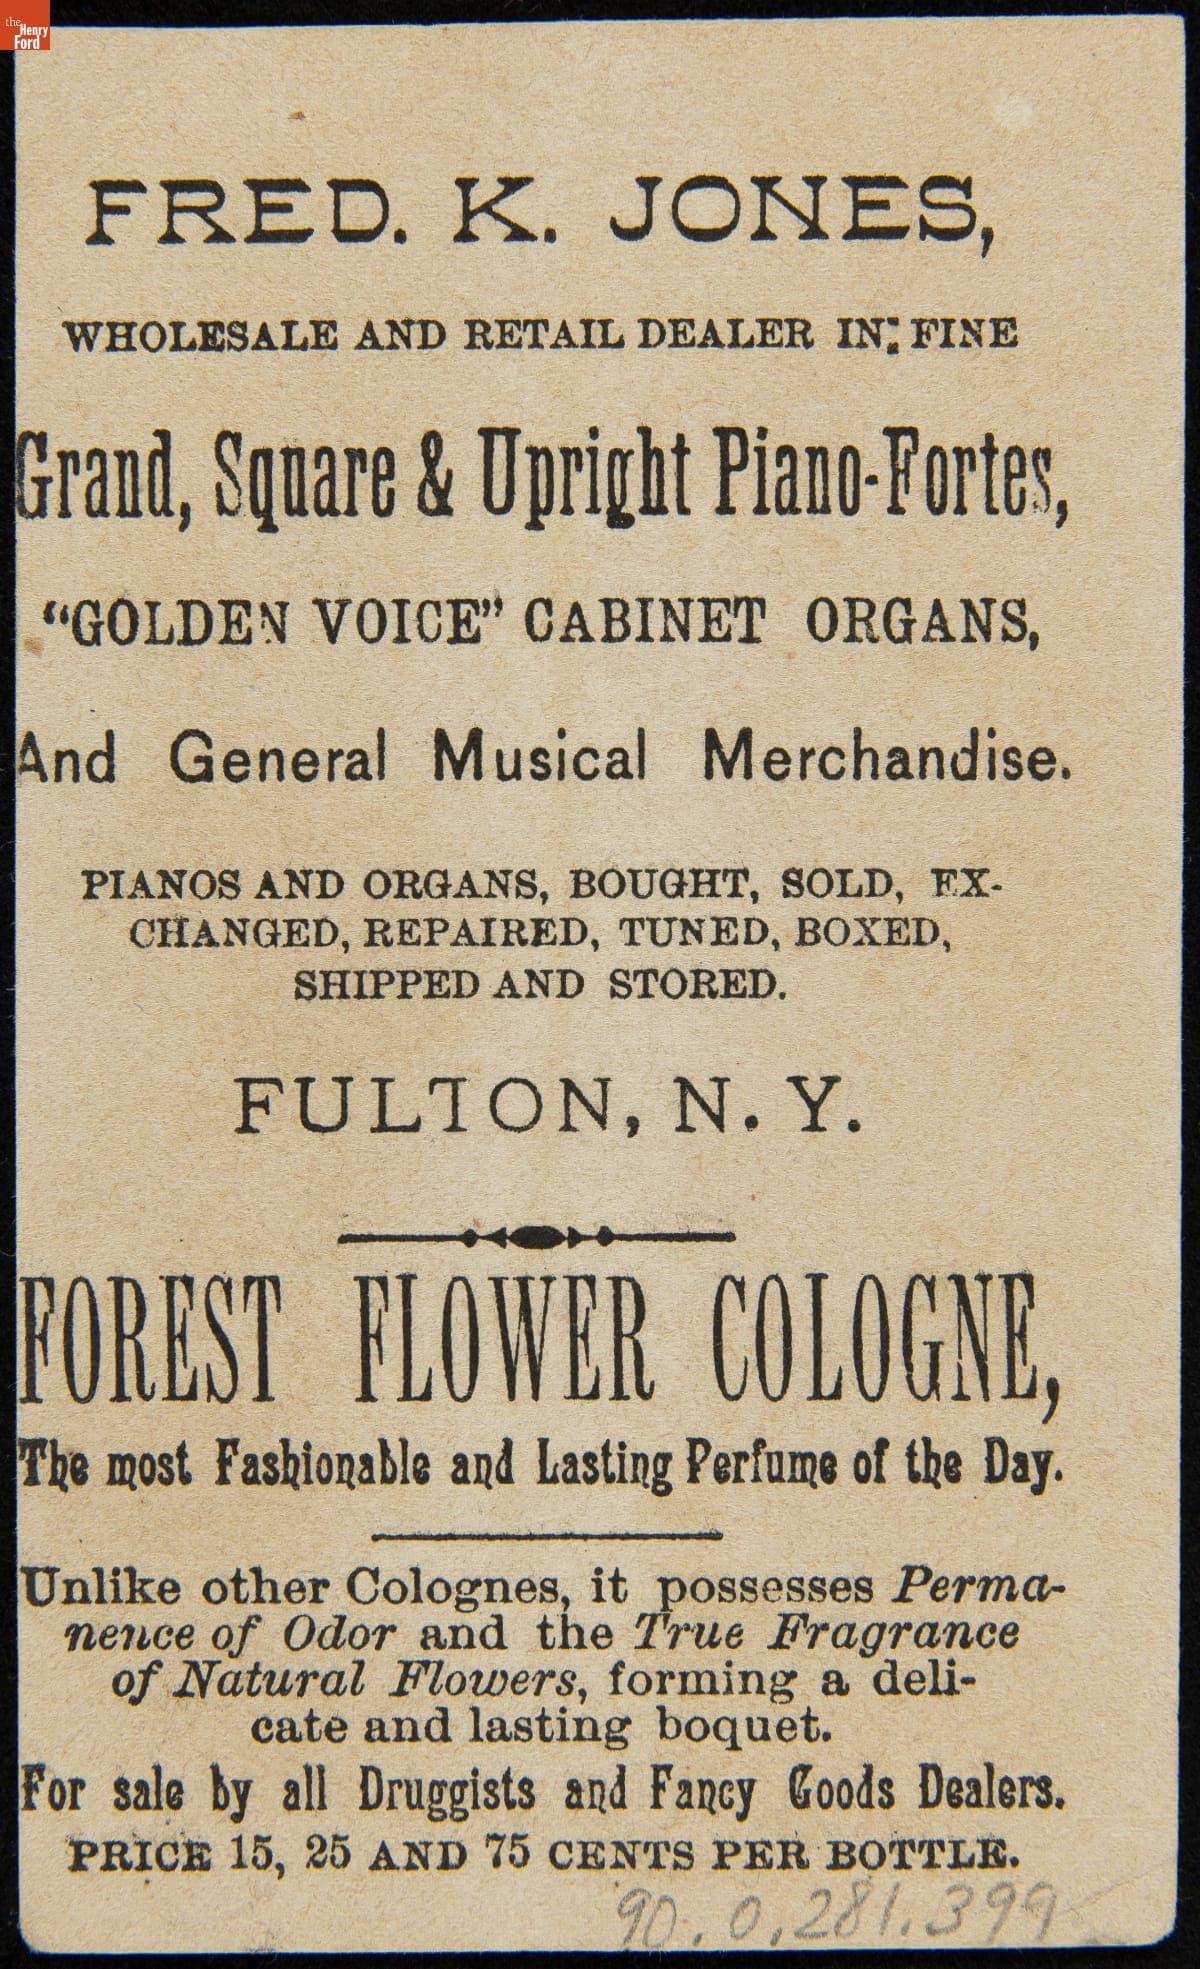 the
Henry
Ford
FRED. K. JONES,
WHOLESALE AND RETAIL DEALER IN: FINE
Grand, Square & Upright Piano-Fortes,
“GOLDEN VOICE” CABINET ORGANS,
And General Musical Merchandise.
PIANOS AND ORGANS, BOUGHT, SOLD, EX-
CHANGED, REPAIRED, TUNED, BOXED,
SHIPPED AND STORED.
FULTON, N. Y.
FOREST FLOWER COLOGNE,
The most Fashionable and Lasting Perfume of the Day.
Unlike other Colognes, it possesses Perma-
nence of Odor and the True Fragrance
of Natural Flowers, forming a deli-
cate and lasting boquet.
For sale by all Druggists and Fancy Goods Dealers.
PRICE 15, 25 AND 75 CENTS PER BOTTLE.
90.0.281.399